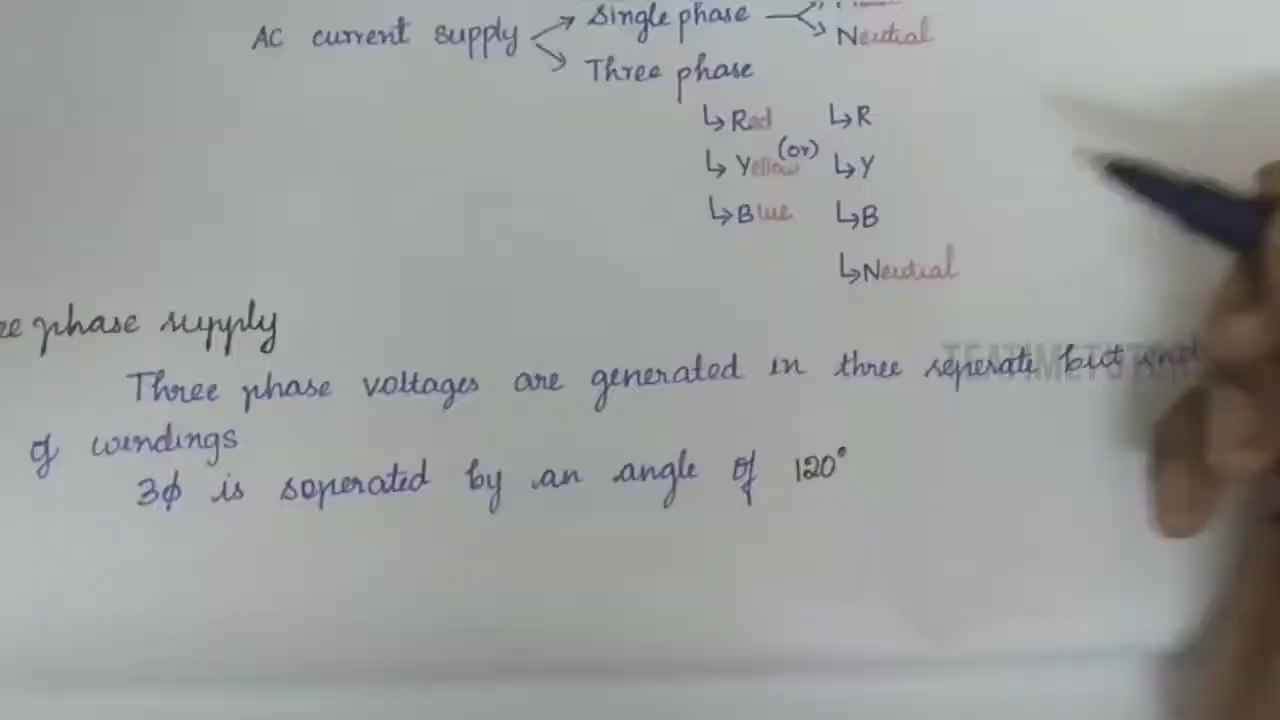 AC current supply
Single phase
Neutral
Three phase
Red R
Yellow (or) Y
Blue B
Neutral
phase supply
Three phase voltages are generated in three seperate but
of windings
3ϕ is seperated by an angle of 120°